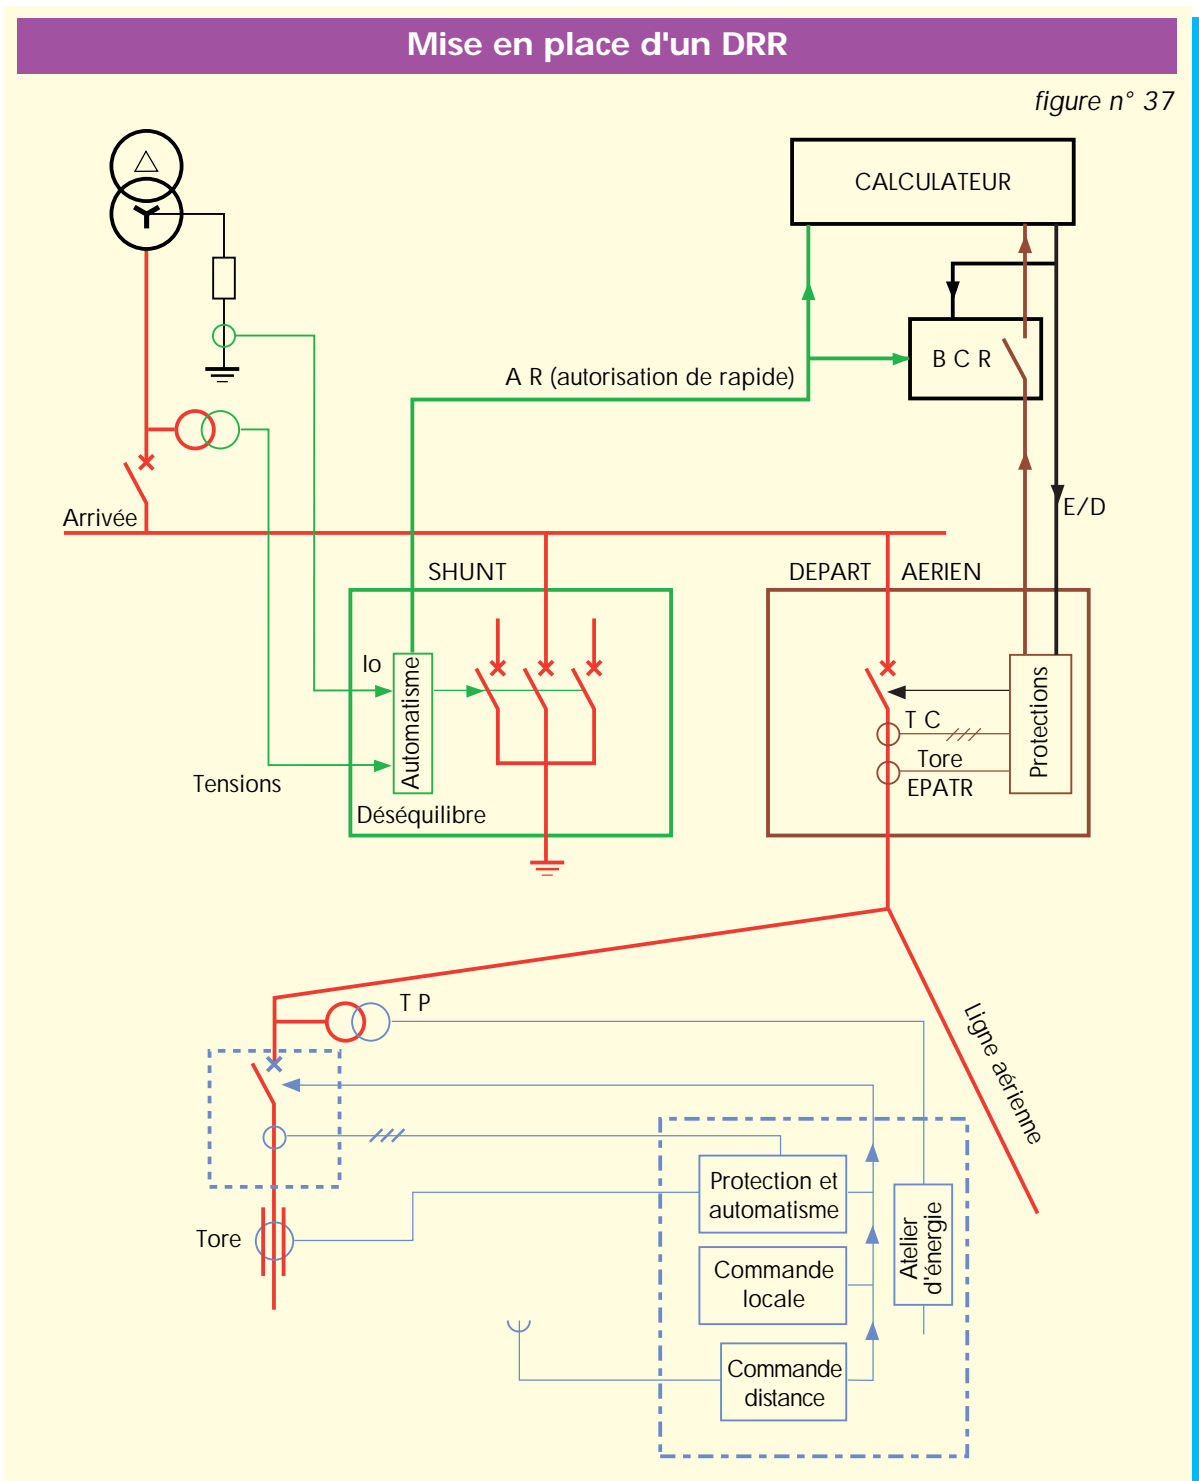 Mise en place d'un DRR
figure n° 37
CALCULATEUR
B C R
A R (autorisation de rapide)
E/D
Arrivée
SHUNT
DEPART AERIEN
Io
Automatisme
T C
Tore
EPATR
Protections
Tensions
Déséquilibre
T P
Ligne aérienne
Protection et
automatisme
Tore
Atelier
d'énergie
Commande
locale
Commande
distance